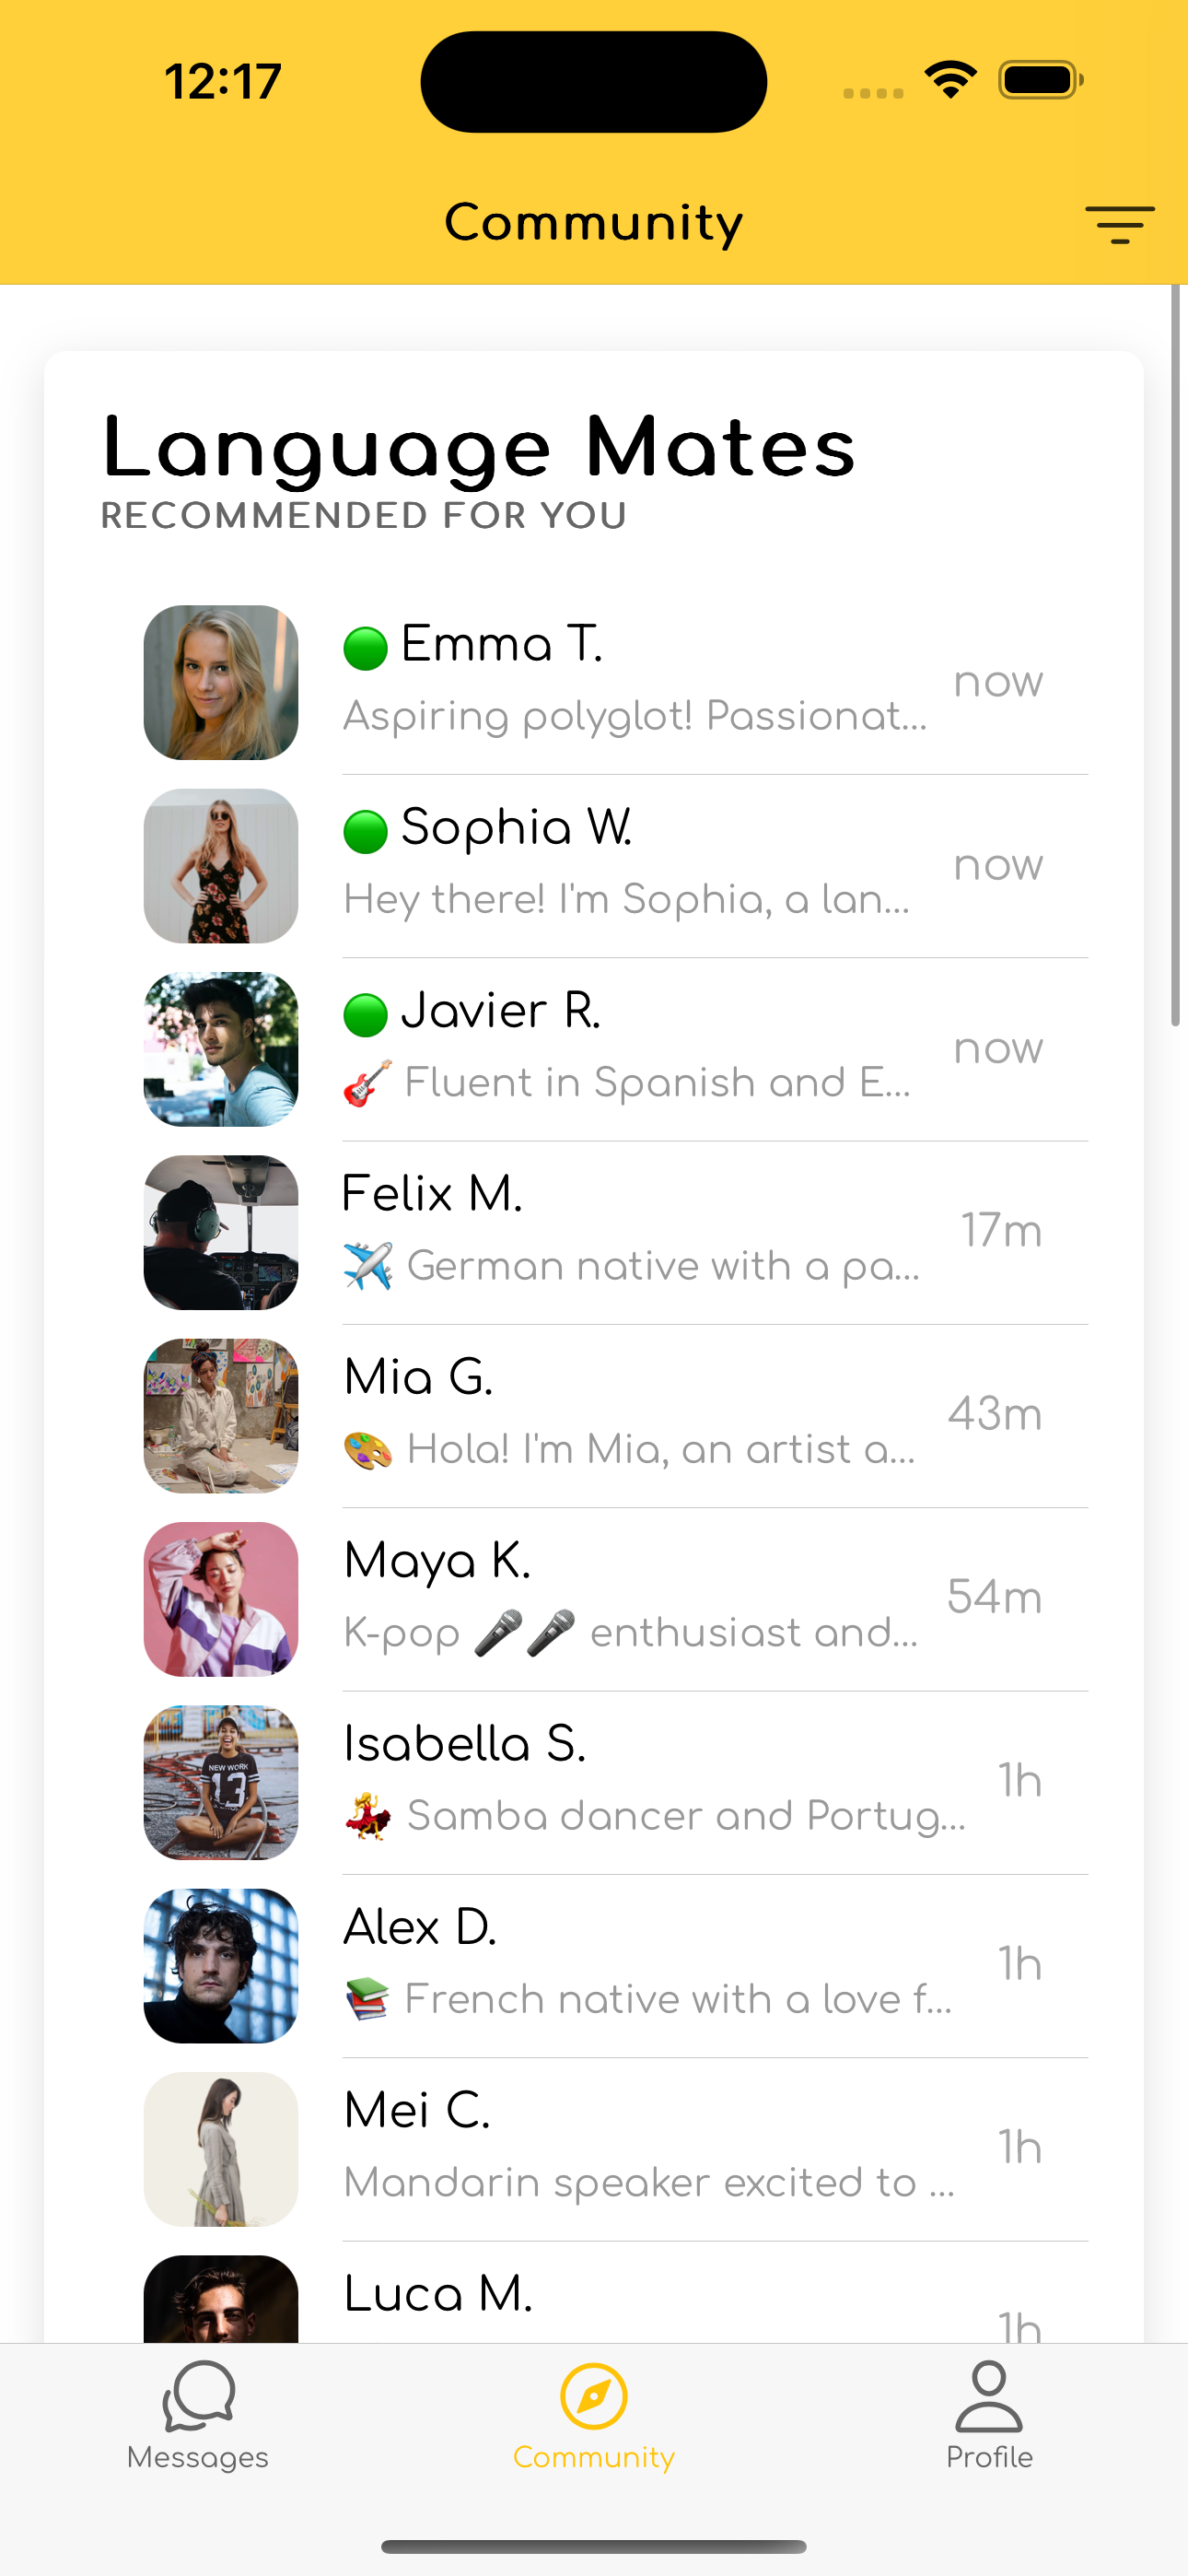 12:17
Community
Language Mates
RECOMMENDED FOR YOU
🟢 Emma T.
now
Aspiring polyglot! Passionat...
🟢 Sophia W.
now
Hey there! I'm Sophia, a lan...
🟢 Javier R.
now
🎸 Fluent in Spanish and E...
Felix M.
17m
✈️ German native with a pa...
Mia G.
43m
🎨 Hola! I'm Mia, an artist a...
Maya K.
54m
K-pop 🎤🎤 enthusiast and...
Isabella S.
1h
NEW WORK
13
💃 Samba dancer and Portug...
Alex D.
1h
📚 French native with a love f...
Mei C.
1h
Mandarin speaker excited to ...
Luca M.
1h
Messages
Community
Profile